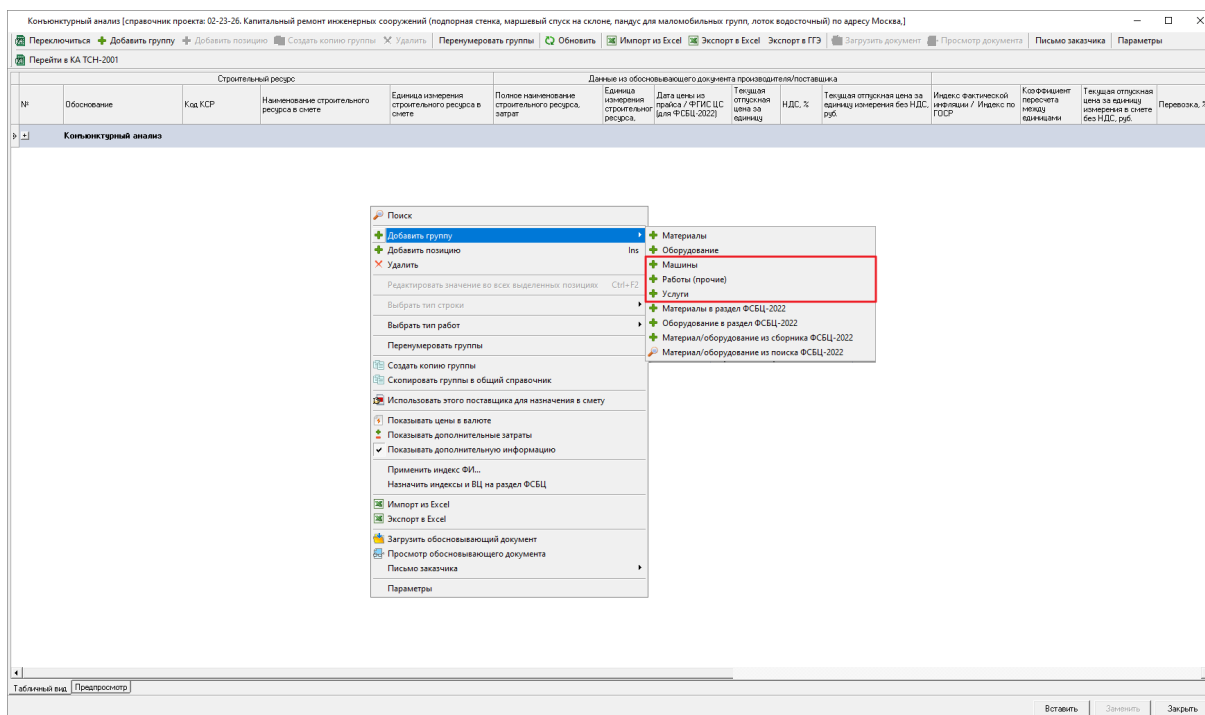 Конъюнктурный анализ [справочник проекта: 02-23-26. Капитальный ремонт инженерных сооружений (подпорная стенка, маршевый спуск на склоне, пандус для маломобильных групп, лоток водосточный) по адресу Москва,]
Переключиться Добавить группу Добавить позицию Создать копию группы Удалить Перенумеровать группы Обновить Импорт из Excel Экспорт в Excel Экспорт в ГГЭ Загрузить документ Просмотр документа Письмо заказчика Параметры
Перейти в КА ТСН-2001
Строительный ресурс
Данные из обосновывающего документа производителя/поставщика
№
Обоснование
Код КСР
Наименование строительного
ресурса в смете
Единица измерения
строительного ресурса в
смете
Полное наименование
строительного ресурса,
затрат
Единица
измерения
строительног
ресурса,
Дата цены из
прайса / ФГИС ЦС
(для ФСБЦ-2022)
Текущая
отпускная
цена за
единицу
НДС, %
Текущая отпускная цена за
единицу измерения без НДС,
руб.
Индекс фактической
инфляции / Индекс по
ГОСР
Коэффициент
пересчета
между
единицами
Текущая отпускная
цена за единицу
измерения в смете
без НДС, руб.
Перевозка, %
Конъюнктурный анализ
Поиск
Добавить группу
Добавить позицию Ins
Удалить
Редактировать значение во всех выделенных позициях Ctrl+F2
Выбрать тип строки
Выбрать тип работ
Перенумеровать группы
Создать копию группы
Скопировать группы в общий справочник
Использовать этого поставщика для назначения в смету
Показывать цены в валюте
Показывать дополнительные затраты
Показывать дополнительную информацию
Применить индекс ФИ...
Назначить индексы и ВЦ на раздел ФСБЦ
Импорт из Excel
Экспорт в Excel
Загрузить обосновывающий документ
Просмотр обосновывающего документа
Письмо заказчика
Параметры
Материалы
Оборудование
Машины
Работы (прочие)
Услуги
Материалы в раздел ФСБЦ-2022
Оборудование в раздел ФСБЦ-2022
Материал/оборудование из сборника ФСБЦ-2022
Материал/оборудование из поиска ФСБЦ-2022
Табличный вид Предпросмотр
Вставить Заменить Закрыть